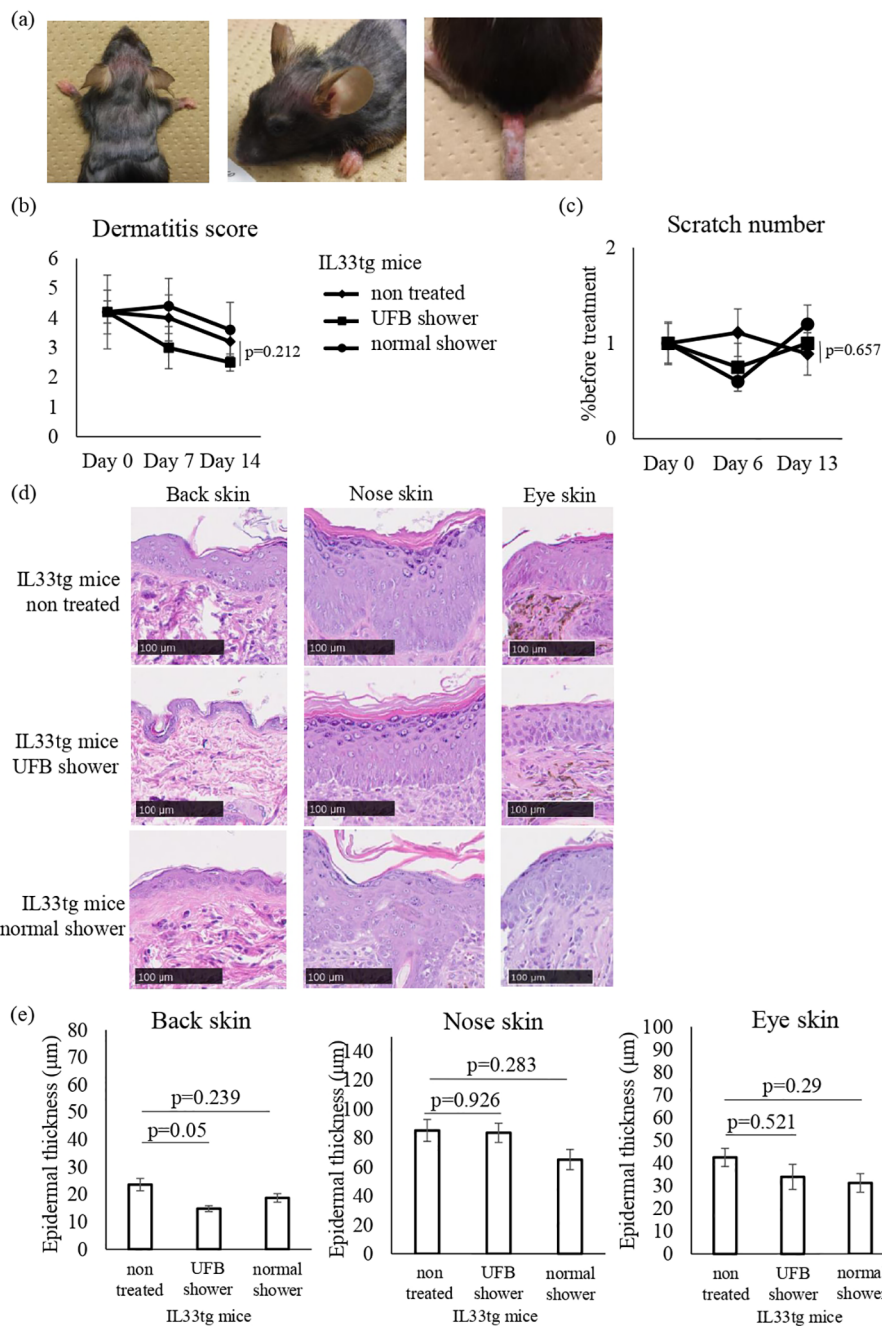 (a)
(b)
Dermatitis score
6
5
4
3
2
1
0
p=0.212
Day 0 Day 7 Day 14
IL33tg mice
non treated
UFB shower
normal shower
(c)
Scratch number
%before treatment
2
1
0
p=0.657
Day 0 Day 6 Day 13
(d)
Back skin Nose skin Eye skin
IL33tg mice
non treated
100 μm 100 μm 100 μm
IL33tg mice
UFB shower
100 μm 100 μm 100 μm
IL33tg mice
normal shower
100 μm 100 μm 100 μm
(e)
Back skin
Epidermal thickness (μm)
80
70
60
50
40
30
20
10
0
p=0.239
p=0.05
non treated
UFB shower
normal shower
IL33tg mice
Nose skin
Epidermal thickness (μm)
140
120
100
80
60
40
20
0
p=0.283
p=0.926
non treated
UFB shower
normal shower
IL33tg mice
Eye skin
Epidermal thickness (μm)
100
90
80
70
60
50
40
30
20
10
0
p=0.29
p=0.521
non treated
UFB shower
norma shower
IL33tg mice